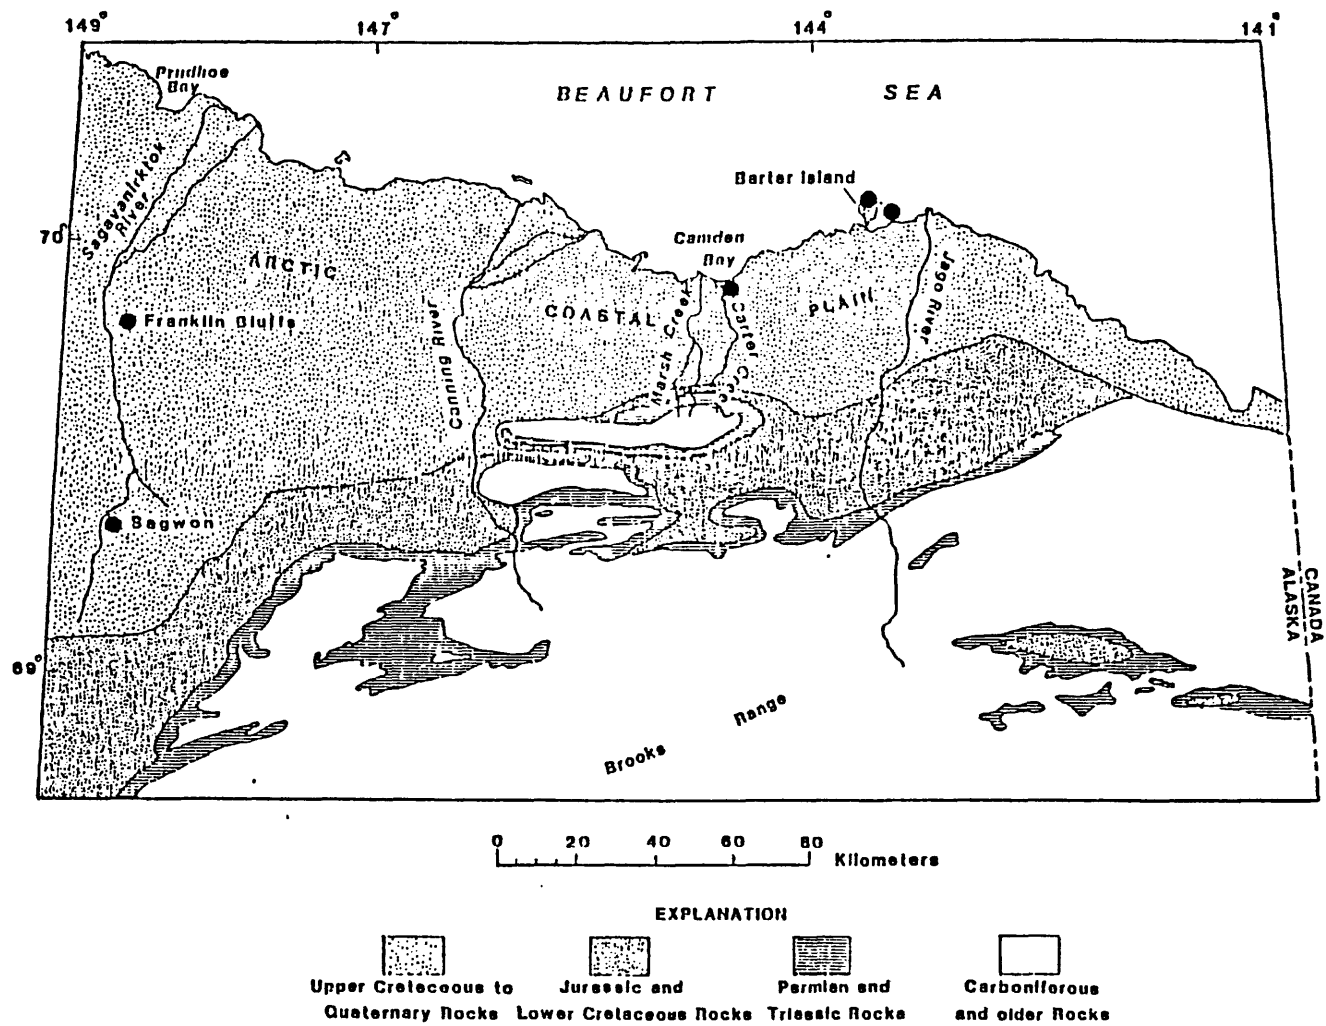 149° 147° 144° 141°
Prudhoe
Bay
BEAUFORT SEA
Sagavanirktok
River
Barter Island
70°
Camden
Bay
ARCTIC
COASTAL
PLAIN
Franklin Bluffs
Canning River
Marsh Creek
Carter Creek
Jago River
Sagwon
CANADA
ALASKA
69°
Brooks Range
0 20 40 60 80
Kilometers
EXPLANATION
Upper Cretaceous to
Quaternary Rocks
Jurassic and
Lower Cretaceous Rocks
Permian and
Triassic Rocks
Carboniferous
and older Rocks